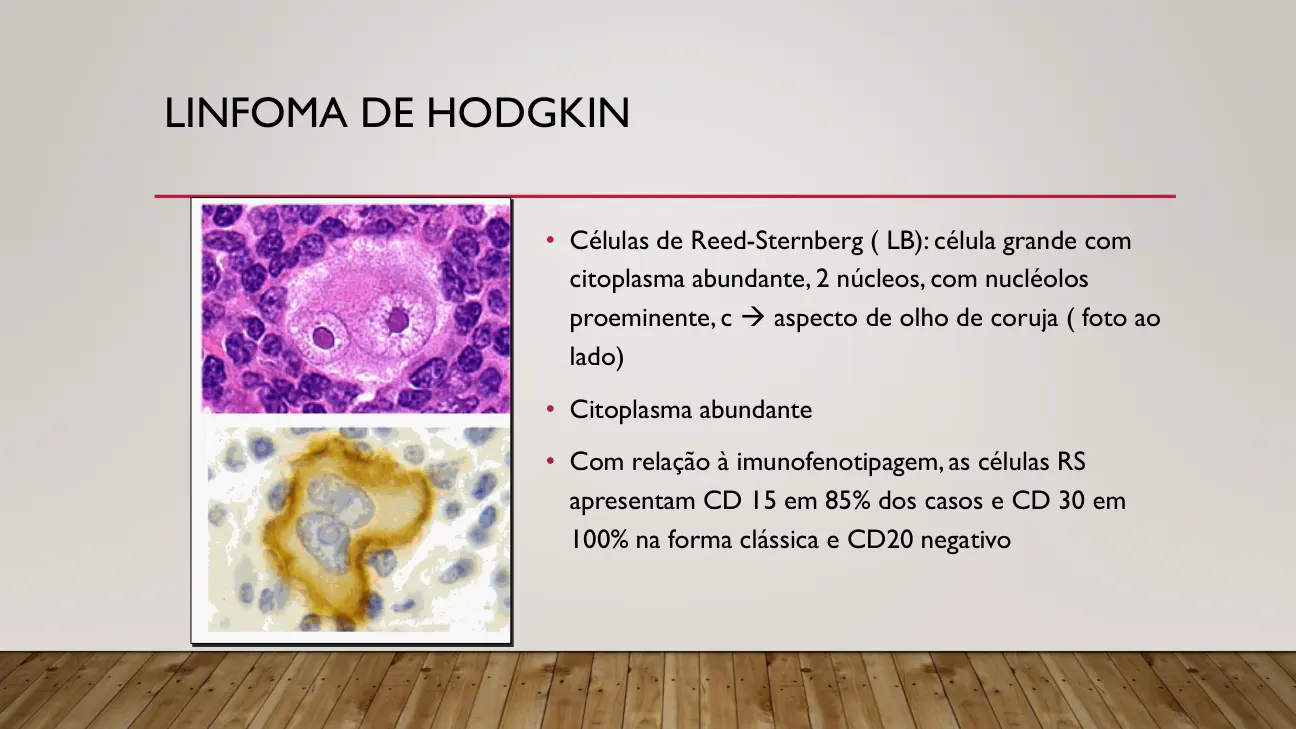 LINFOMA DE HODGKIN
• Células de Reed-Sternberg ( LB): célula grande com
citoplasma abundante, 2 núcleos, com nucléolos
proeminente, c → aspecto de olho de coruja ( foto ao
lado)
• Citoplasma abundante
• Com relação à imunofenotipagem, as células RS
apresentam CD 15 em 85% dos casos e CD 30 em
100% na forma clássica e CD20 negativo